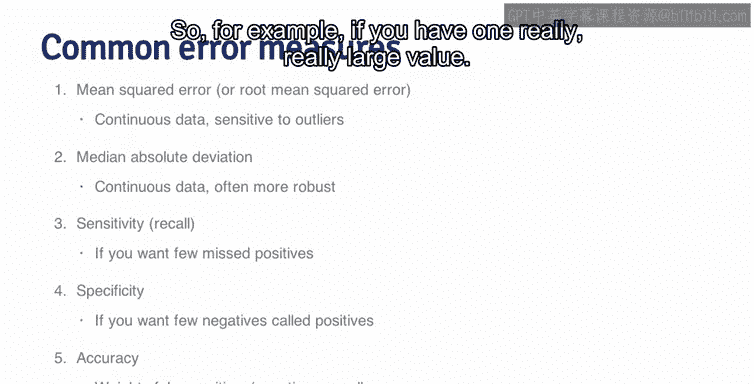 So, for example, if you have one really,
really large value.
Common error measures
1. Mean squared error (or root mean squared error)
· Continuous data, sensitive to outliers
2. Median absolute deviation
· Continuous data, often more robust
3. Sensitivity (recall)
· If you want few missed positives
4. Specificity
· If you want few negatives called positives
5. Accuracy